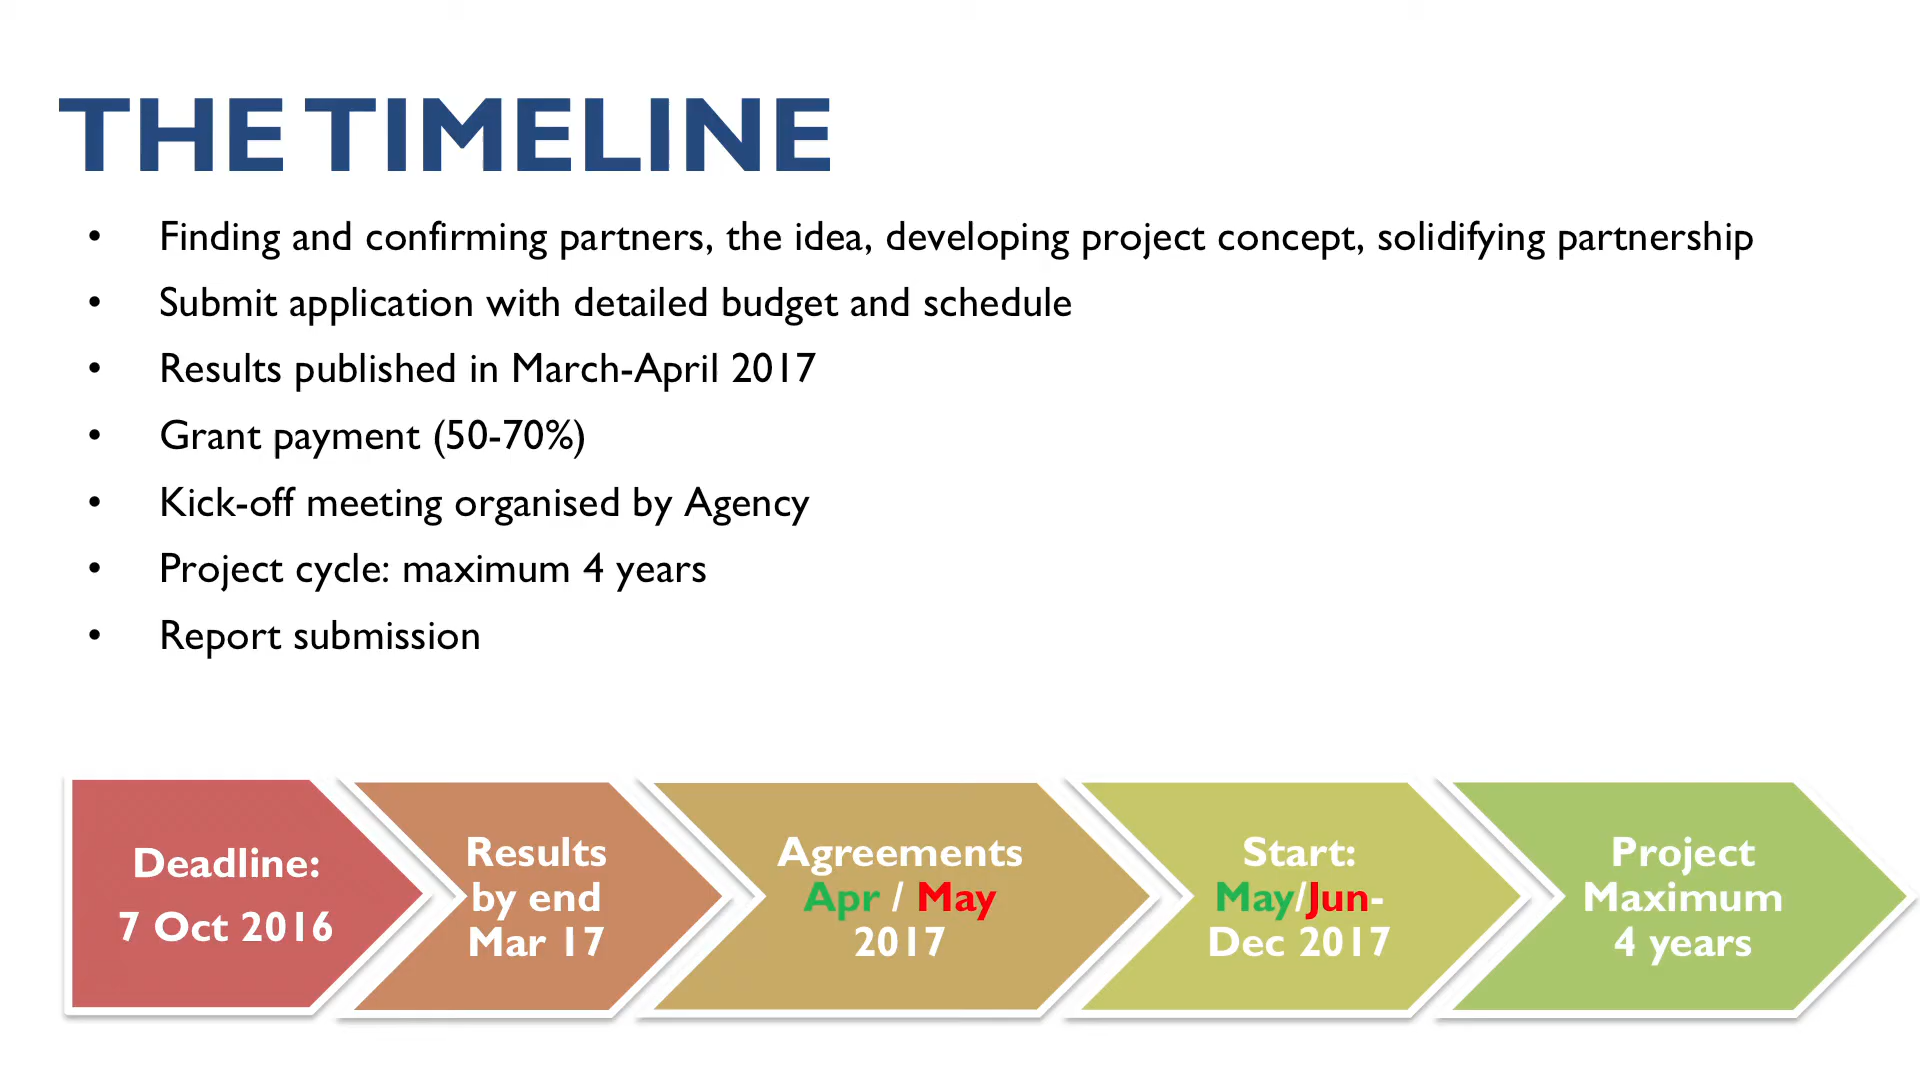 THE TIMELINE
• Finding and confirming partners, the idea, developing project concept, solidifying partnership
• Submit application with detailed budget and schedule
• Results published in March-April 2017
• Grant payment (50-70%)
• Kick-off meeting organised by Agency
• Project cycle: maximum 4 years
• Report submission
Deadline:
7 Oct 2016
Results
by end
Mar 17
Agreements
Apr / May
2017
Start:
May/Jun-
Dec 2017
Project
Maximum
4 years